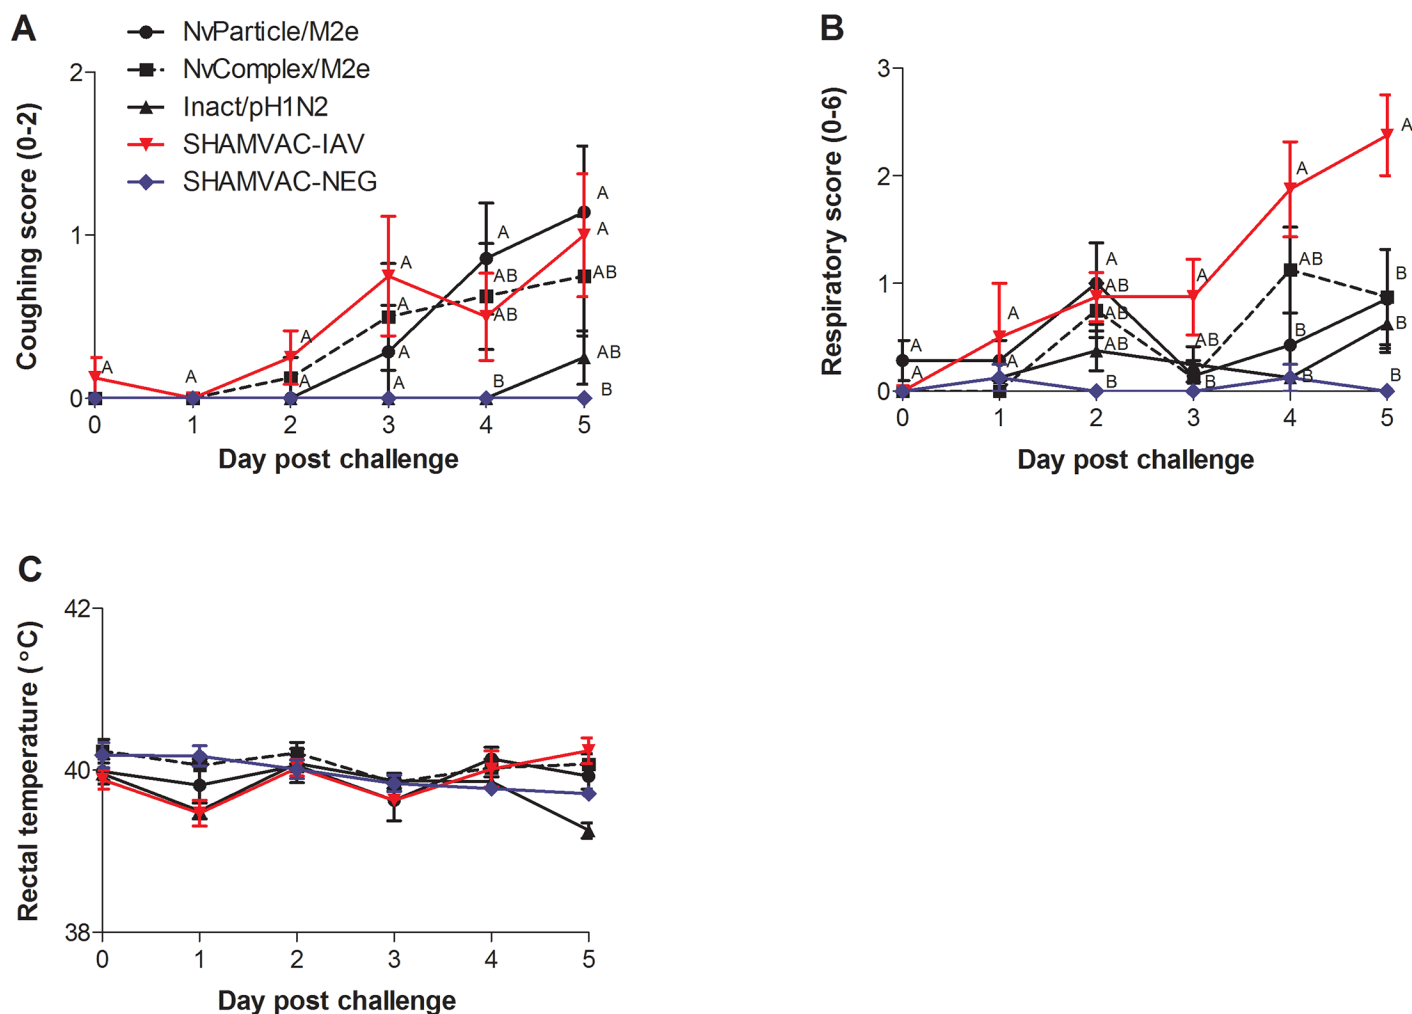 A
NvParticle/M2e
NvComplex/M2e
Inact/pH1N2
SHAMVAC-IAV
SHAMVAC-NEG
Coughing score (0-2)
2
1
0
A
A
A
A
A
A
A
A
A
AB
AB
B
A
A
AB
AB
B
0 1 2 3 4 5
Day post challenge
B
Respiratory score (0-6)
3
2
1
0
A
A
A
A
A
AB
AB
AB
B
A
AB
B
A
AB
B
B
A
B
B
B
0 1 2 3 4 5
Day post challenge
C
Rectal temperature (°C)
42
40
38
0 1 2 3 4 5
Day post challenge